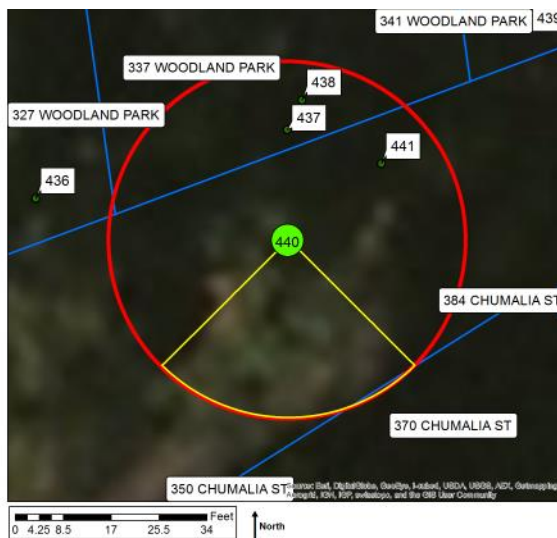 341 WOODLAND PARK
439
337 WOODLAND PARK
438
327 WOODLAND PARK
437
441
436
440
384 CHUMALIA ST
370 CHUMALIA ST
350 CHUMALIA ST
Source: Esri, DigitalGlobe, GeoEye, i-cubed, USDA, USGS, AEX, Getmapping,
Aerogrid, IGN, IGP, swisstopo, and the GIS User Community
Feet
0 4.25 8.5 17 25.5 34
North